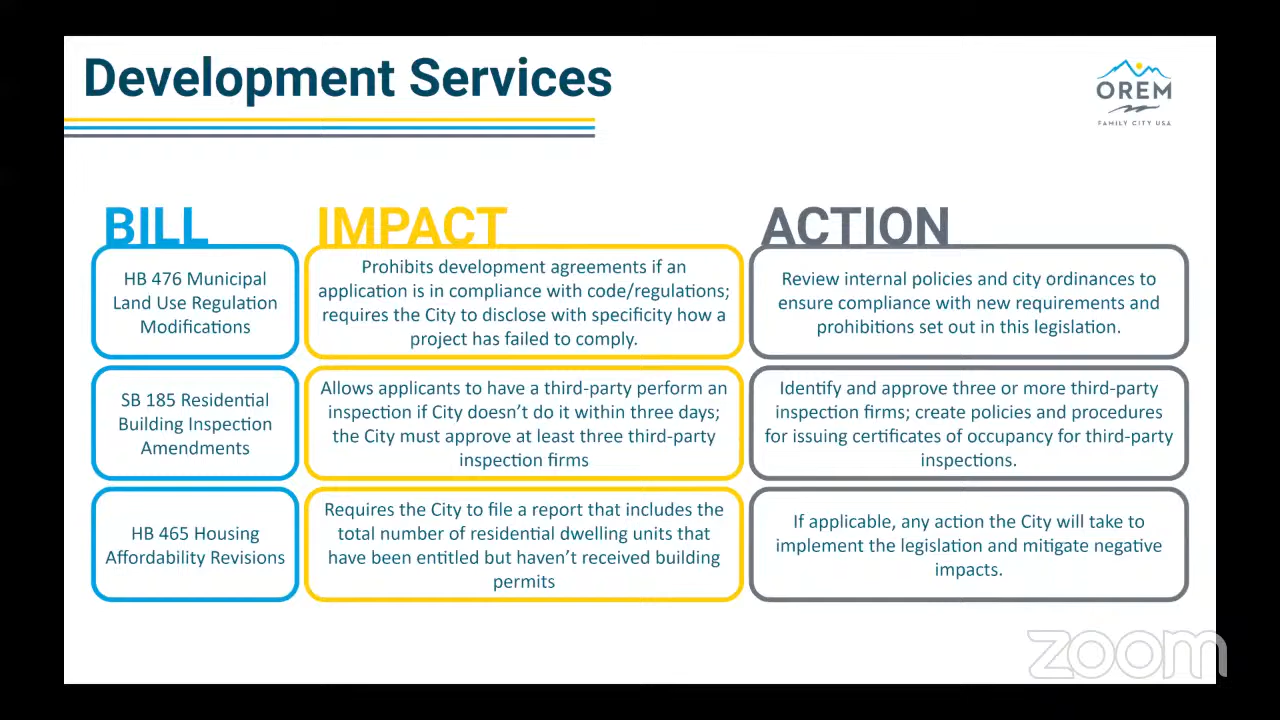 Development Services
OREM
FAMILY CITY USA
BILL
IMPACT
ACTION
HB 476 Municipal
Land Use Regulation
Modifications
Prohibits development agreements if an
application is in compliance with code/regulations;
requires the City to disclose with specificity how a
project has failed to comply.
Review internal policies and city ordinances to
ensure compliance with new requirements and
prohibitions set out in this legislation.
SB 185 Residential
Building Inspection
Amendments
Allows applicants to have a third-party perform an
inspection if City doesn't do it within three days;
the City must approve at least three third-party
inspection firms
Identify and approve three or more third-party
inspection firms; create policies and procedures
for issuing certificates of occupancy for third-party
inspections.
HB 465 Housing
Affordability Revisions
Requires the City to file a report that includes the
total number of residential dwelling units that
have been entitled but haven't received building
permits
If applicable, any action the City will take to
implement the legislation and mitigate negative
impacts.
zoom